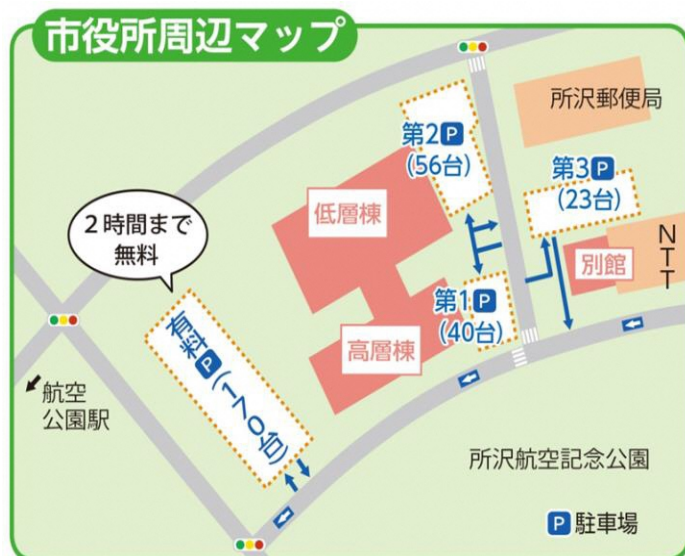 市役所周辺マップ
所沢郵便局
第2P
(56台)
第3P
(23台)
低層棟
2時間まで
無料
NTT
別館
第1P
(40台)
高層棟
有料P(170台)
航空
公園駅
所沢航空記念公園
P駐車場